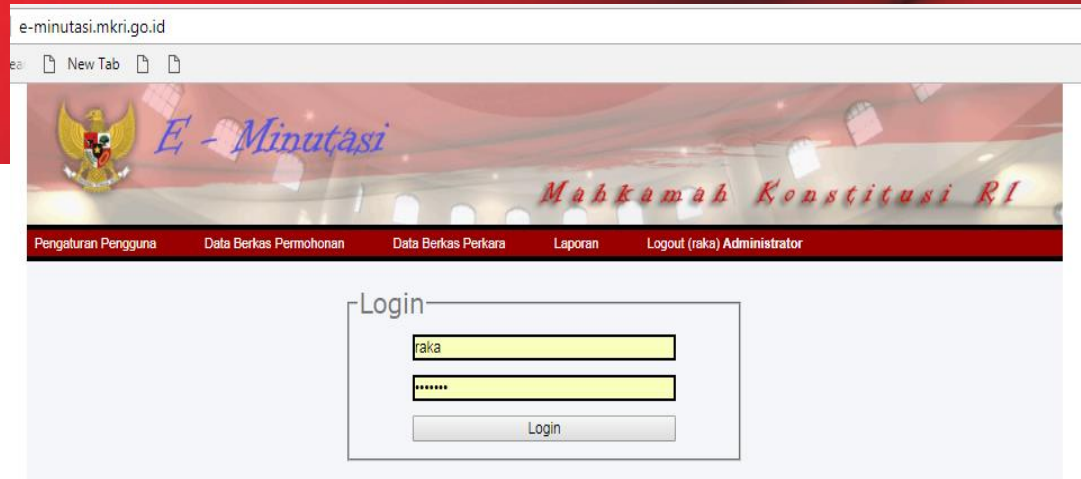 e-minutasi.mkri.go.id
New Tab
E - Minutasi
Mahkamah Konstitusi RI
Pengaturan Pengguna Data Berkas Permohonan Data Berkas Perkara Laporan Logout (raka) Administrator
Login
raka
•••••••
Login